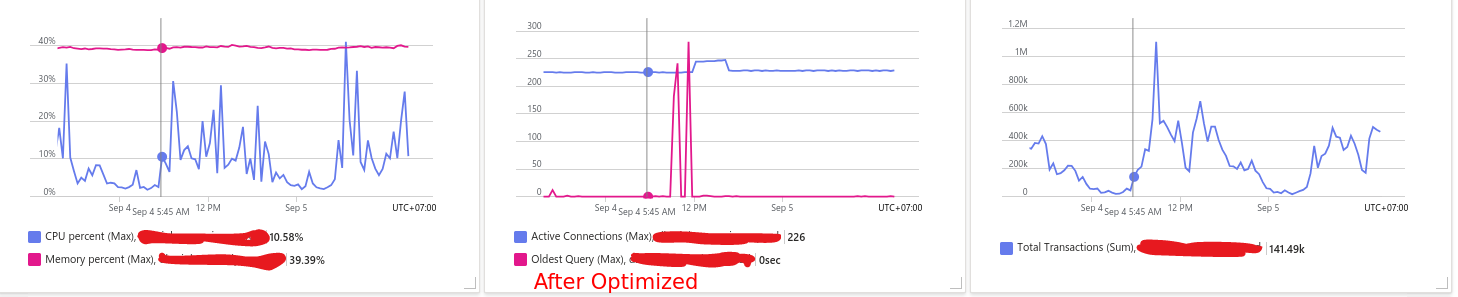 40%
30%
20%
10%
0%
Sep 4 Sep 4 5:45 AM 12 PM Sep 5 UTC+07:00
CPU percent (Max), 10.58%
Memory percent (Max), 39.39%
300
250
200
150
100
50
0
Sep 4 Sep 4 5:45 AM 12 PM Sep 5 UTC+07:00
Active Connections (Max), 226
Oldest Query (Max), 0sec
After Optimized
1.2M
1M
800k
600k
400k
200k
0
Sep 4 Sep 4 5:45 AM 12 PM Sep 5 UTC+07:00
Total Transactions (Sum), 141.49k